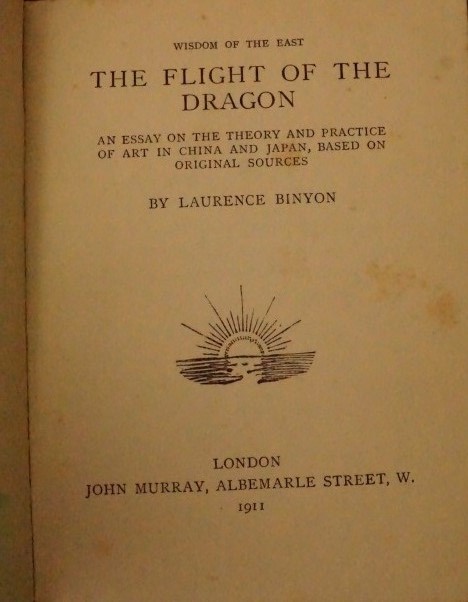 WISDOM OF THE EAST
THE FLIGHT OF THE
DRAGON
AN ESSAY ON THE THEORY AND PRACTICE
OF ART IN CHINA AND JAPAN, BASED ON
ORIGINAL SOURCES
BY LAURENCE BINYON
LONDON
JOHN MURRAY, ALBEMARLE STREET, W.
1911